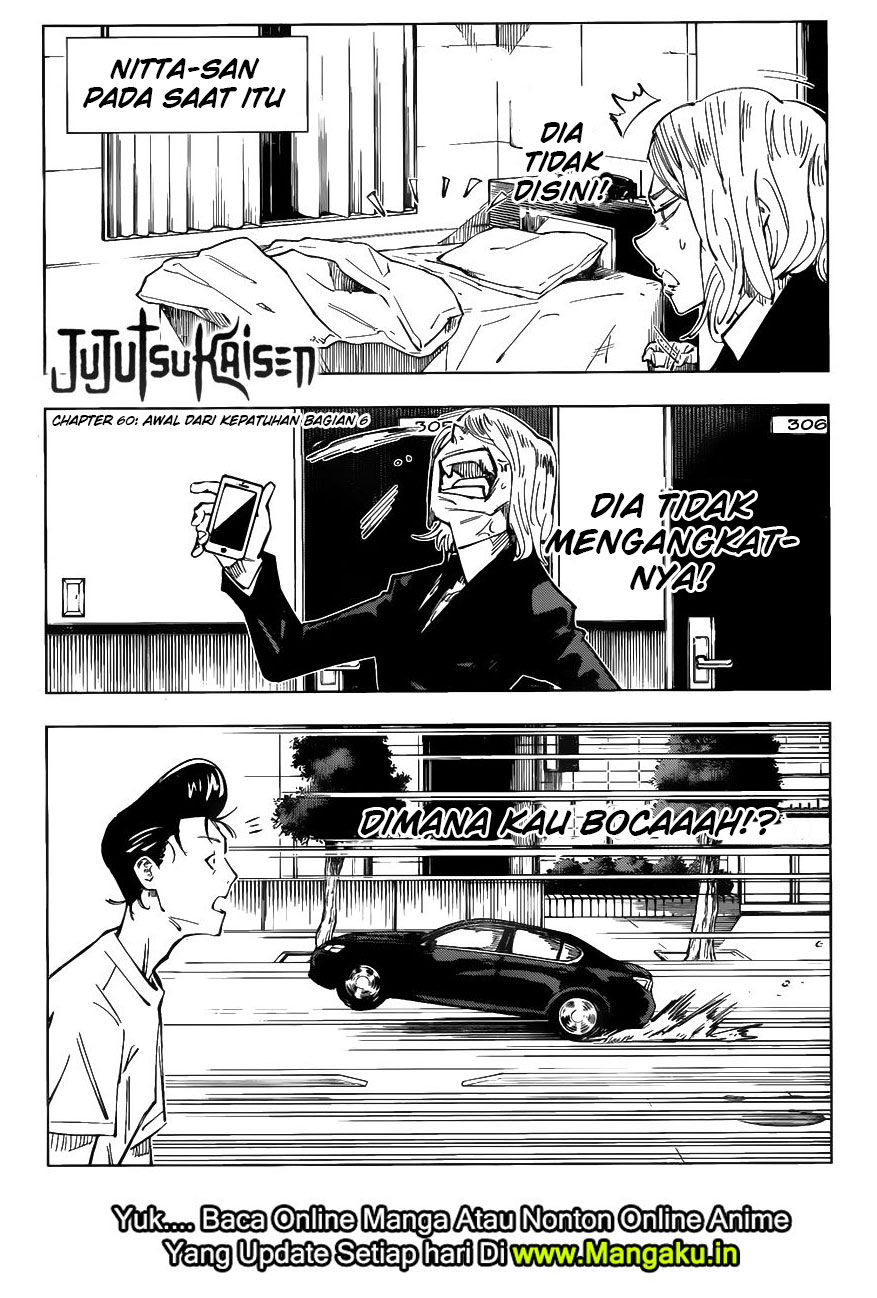 NITTA-SAN
PADA SAAT ITU
DIA
TIDAK
DISINI!
JUJUTSU KAISEN
CHAPTER 60: AWAL DARI KEPATUHAN BAGIAN 6
305
306
DIA TIDAK
MENGANGKAT-
NYA!
DIMANA KAU BOCAAAH!?
Yuk.... Baca Online Manga Atau Nonton Online Anime
Yang Update Setiap hari Di www.Mangaku.in